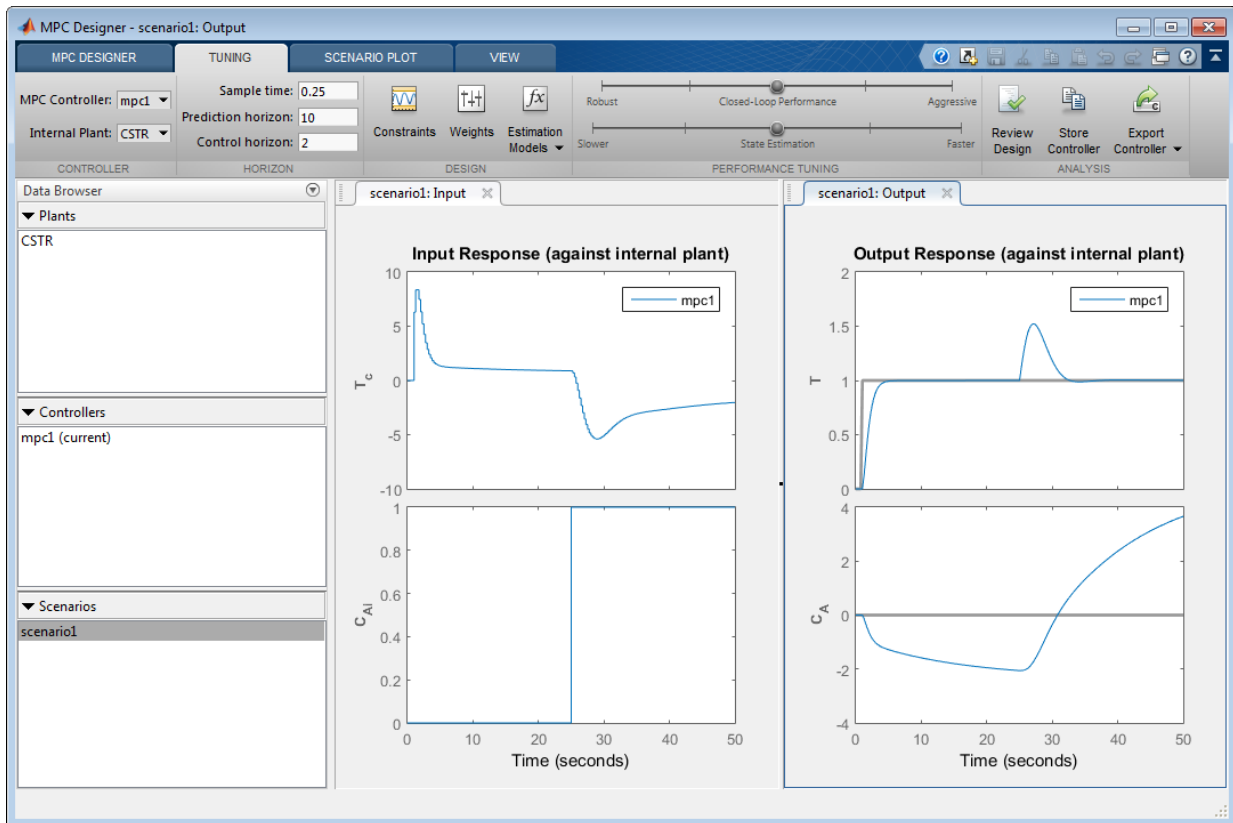 MPC Designer - scenario1: Output
MPC DESIGNER TUNING SCENARIO PLOT VIEW
MPC Controller: mpc1
Internal Plant: CSTR
CONTROLLER
Sample time: 0.25
Prediction horizon: 10
Control horizon: 2
HORIZON
Constraints
Weights
Estimation
Models
DESIGN
Robust Closed-Loop Performance Aggressive
Slower State Estimation Faster
PERFORMANCE TUNING
Review
Design
Store
Controller
Export
Controller
ANALYSIS
Data Browser
Plants
CSTR
Controllers
mpc1 (current)
Scenarios
scenario1
scenario1: Input
Input Response (against internal plant)
mpc1
10
5
0
-5
-10
T_c
1
0.8
0.6
0.4
0.2
0
C_AI
0 10 20 30 40 50
Time (seconds)
scenario1: Output
Output Response (against internal plant)
mpc1
2
1.5
1
0.5
0
T
4
2
0
-2
-4
C_A
0 10 20 30 40 50
Time (seconds)